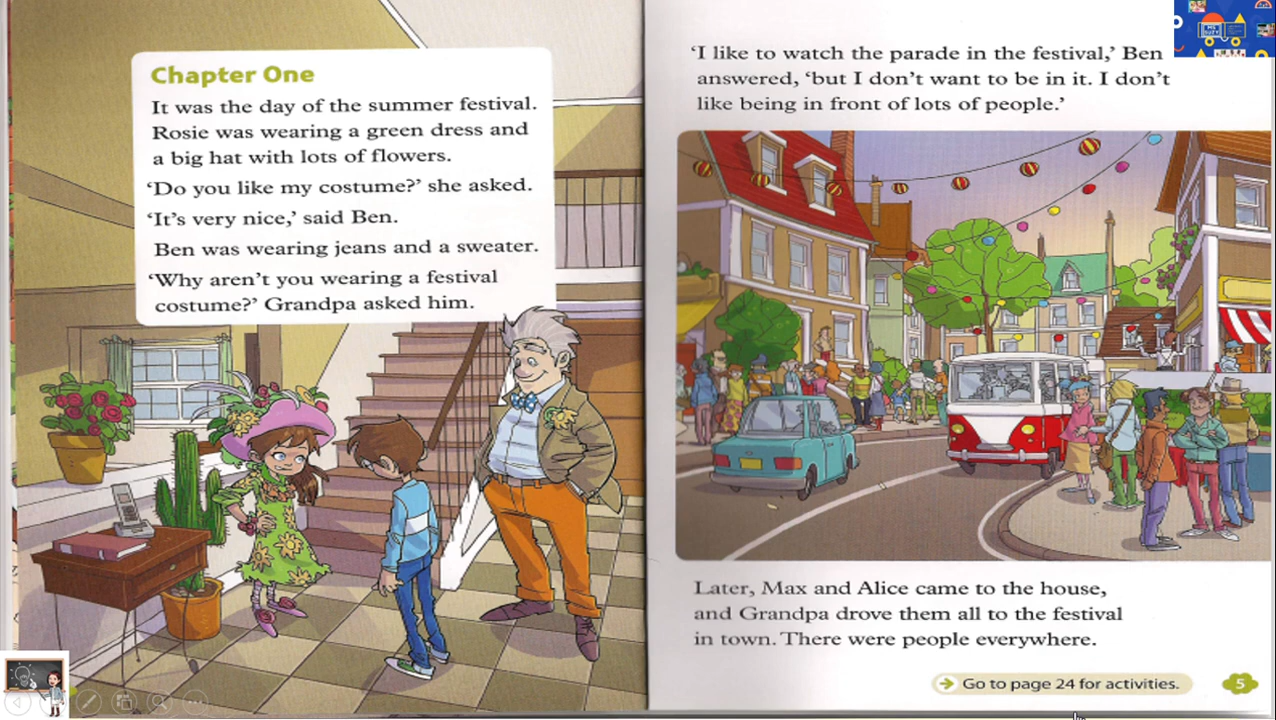 Chapter One
It was the day of the summer festival.
Rosie was wearing a green dress and
a big hat with lots of flowers.
‘Do you like my costume?’ she asked.
‘It’s very nice,’ said Ben.
Ben was wearing jeans and a sweater.
‘Why aren’t you wearing a festival
costume?’ Grandpa asked him.
‘I like to watch the parade in the festival,’ Ben
answered, ‘but I don’t want to be in it. I don’t
like being in front of lots of people.’
Later, Max and Alice came to the house,
and Grandpa drove them all to the festival
in town. There were people everywhere.
Go to page 24 for activities.
5